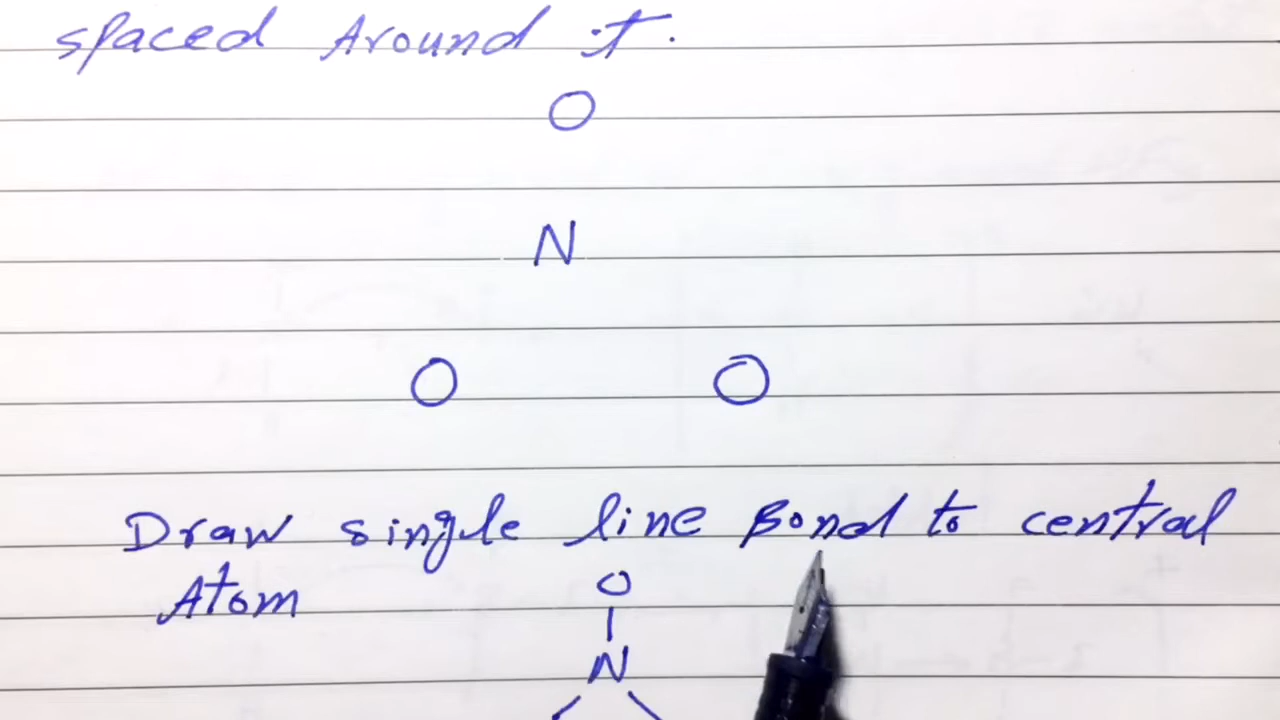 spaced Around it.
O
N
O O
Draw single line Bond to central
Atom
O
N